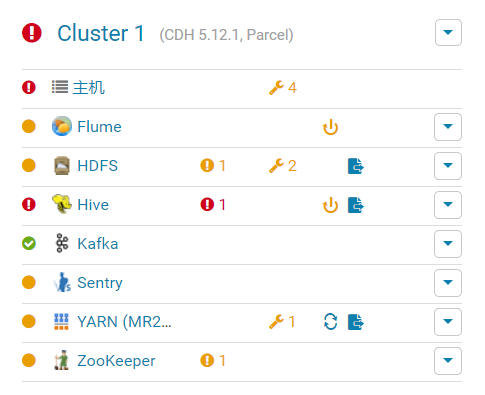 Cluster 1 (CDH 5.12.1, Parcel)
主机 4
Flume
HDFS 1 2
Hive 1
Kafka
Sentry
YARN (MR2... 1
ZooKeeper 1